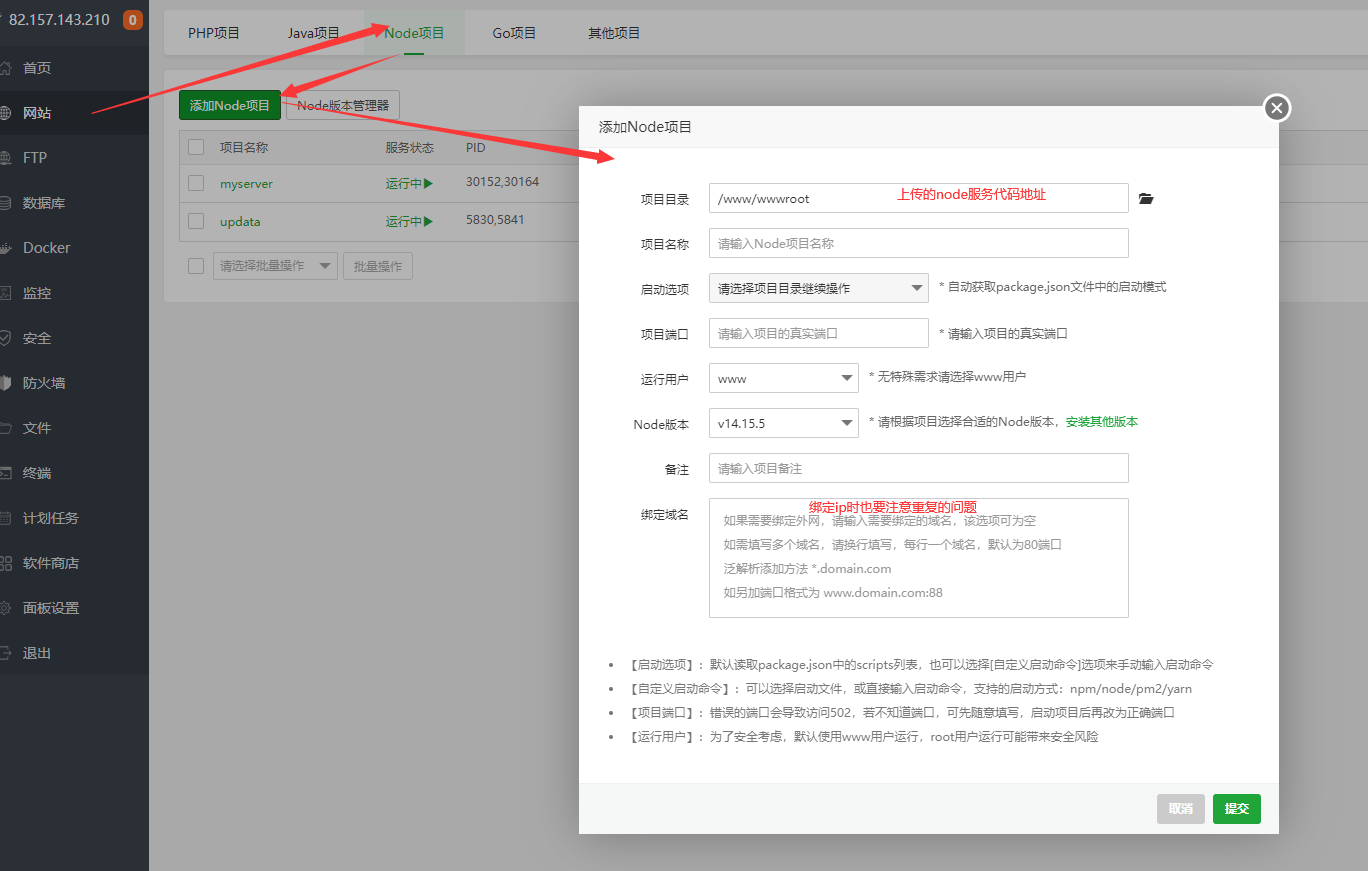 82.157.143.210 0
首页
网站
FTP
数据库
Docker
监控
安全
防火墙
文件
终端
计划任务
软件商店
面板设置
退出
PHP项目 Java项目 Node项目 Go项目 其他项目
添加Node项目 Node版本管理器
项目名称 服务状态 PID
myserver 运行中 30152,30164
updata 运行中 5830,5841
请选择批量操作 批量操作
添加Node项目
项目目录 /www/wwwroot 上传的node服务代码地址
项目名称 请输入Node项目名称
启动选项 请选择项目目录继续操作 * 自动获取package.json文件中的启动模式
项目端口 请输入项目的真实端口 * 请输入项目的真实端口
运行用户 www * 无特殊需求请选择www用户
Node版本 v14.15.5 * 请根据项目选择合适的Node版本，安装其他版本
备注 请输入项目备注
绑定域名 绑定ip时也要注意重复的问题
如果需要绑定外网，请输入需要绑定的域名，该选项可为空
如需填写多个域名，请换行填写，每行一个域名，默认为80端口
泛解析添加方法 *.domain.com
如另加端口格式为 www.domain.com:88
• 【启动选项】：默认读取package.json中的scripts列表，也可以选择[自定义启动命令]选项来手动输入启动命令
• 【自定义启动命令】：可以选择启动文件，或直接输入启动命令，支持的启动方式：npm/node/pm2/yarn
• 【项目端口】：错误的端口会导致访问502，若不知道端口，可先随意填写，启动项目后再改为正确端口
• 【运行用户】：为了安全考虑，默认使用www用户运行，root用户运行可能带来安全风险
取消 提交